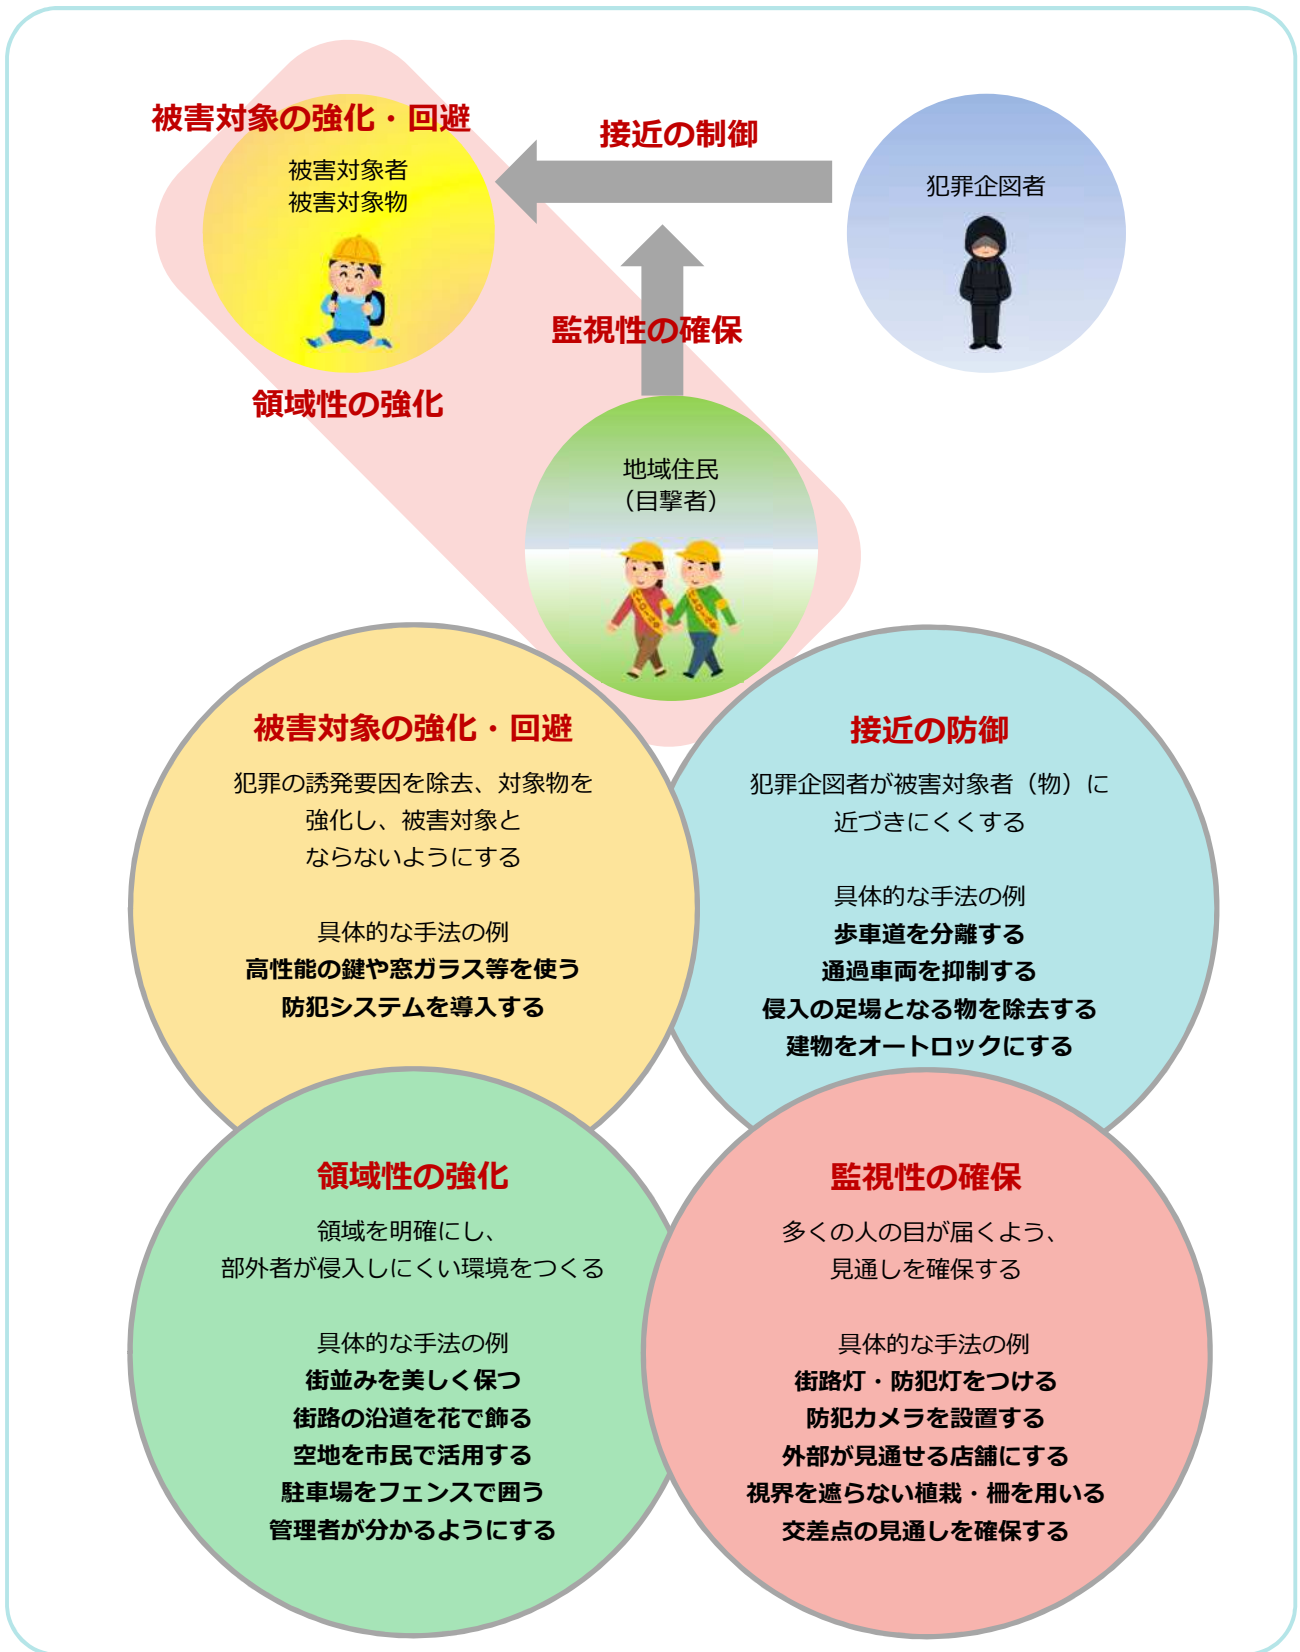 被害対象の強化・回避
被害対象者
被害対象物
接近の制御
犯罪企図者
監視性の確保
領域性の強化
地域住民
（目撃者）
被害対象の強化・回避
犯罪の誘発要因を除去、対象物を
強化し、被害対象と
ならないようにする
具体的な手法の例
高性能の鍵や窓ガラス等を使う
防犯システムを導入する
接近の防御
犯罪企図者が被害対象者（物）に
近づきにくくする
具体的な手法の例
歩車道を分離する
通過車両を抑制する
侵入の足場となる物を除去する
建物をオートロックにする
領域性の強化
領域を明確にし、
部外者が侵入しにくい環境をつくる
具体的な手法の例
街並みを美しく保つ
街路の沿道を花で飾る
空地を市民で活用する
駐車場をフェンスで囲う
管理者が分かるようにする
監視性の確保
多くの人の目が届くよう、
見通しを確保する
具体的な手法の例
街路灯・防犯灯をつける
防犯カメラを設置する
外部が見通せる店舗にする
視界を遮らない植栽・柵を用いる
交差点の見通しを確保する